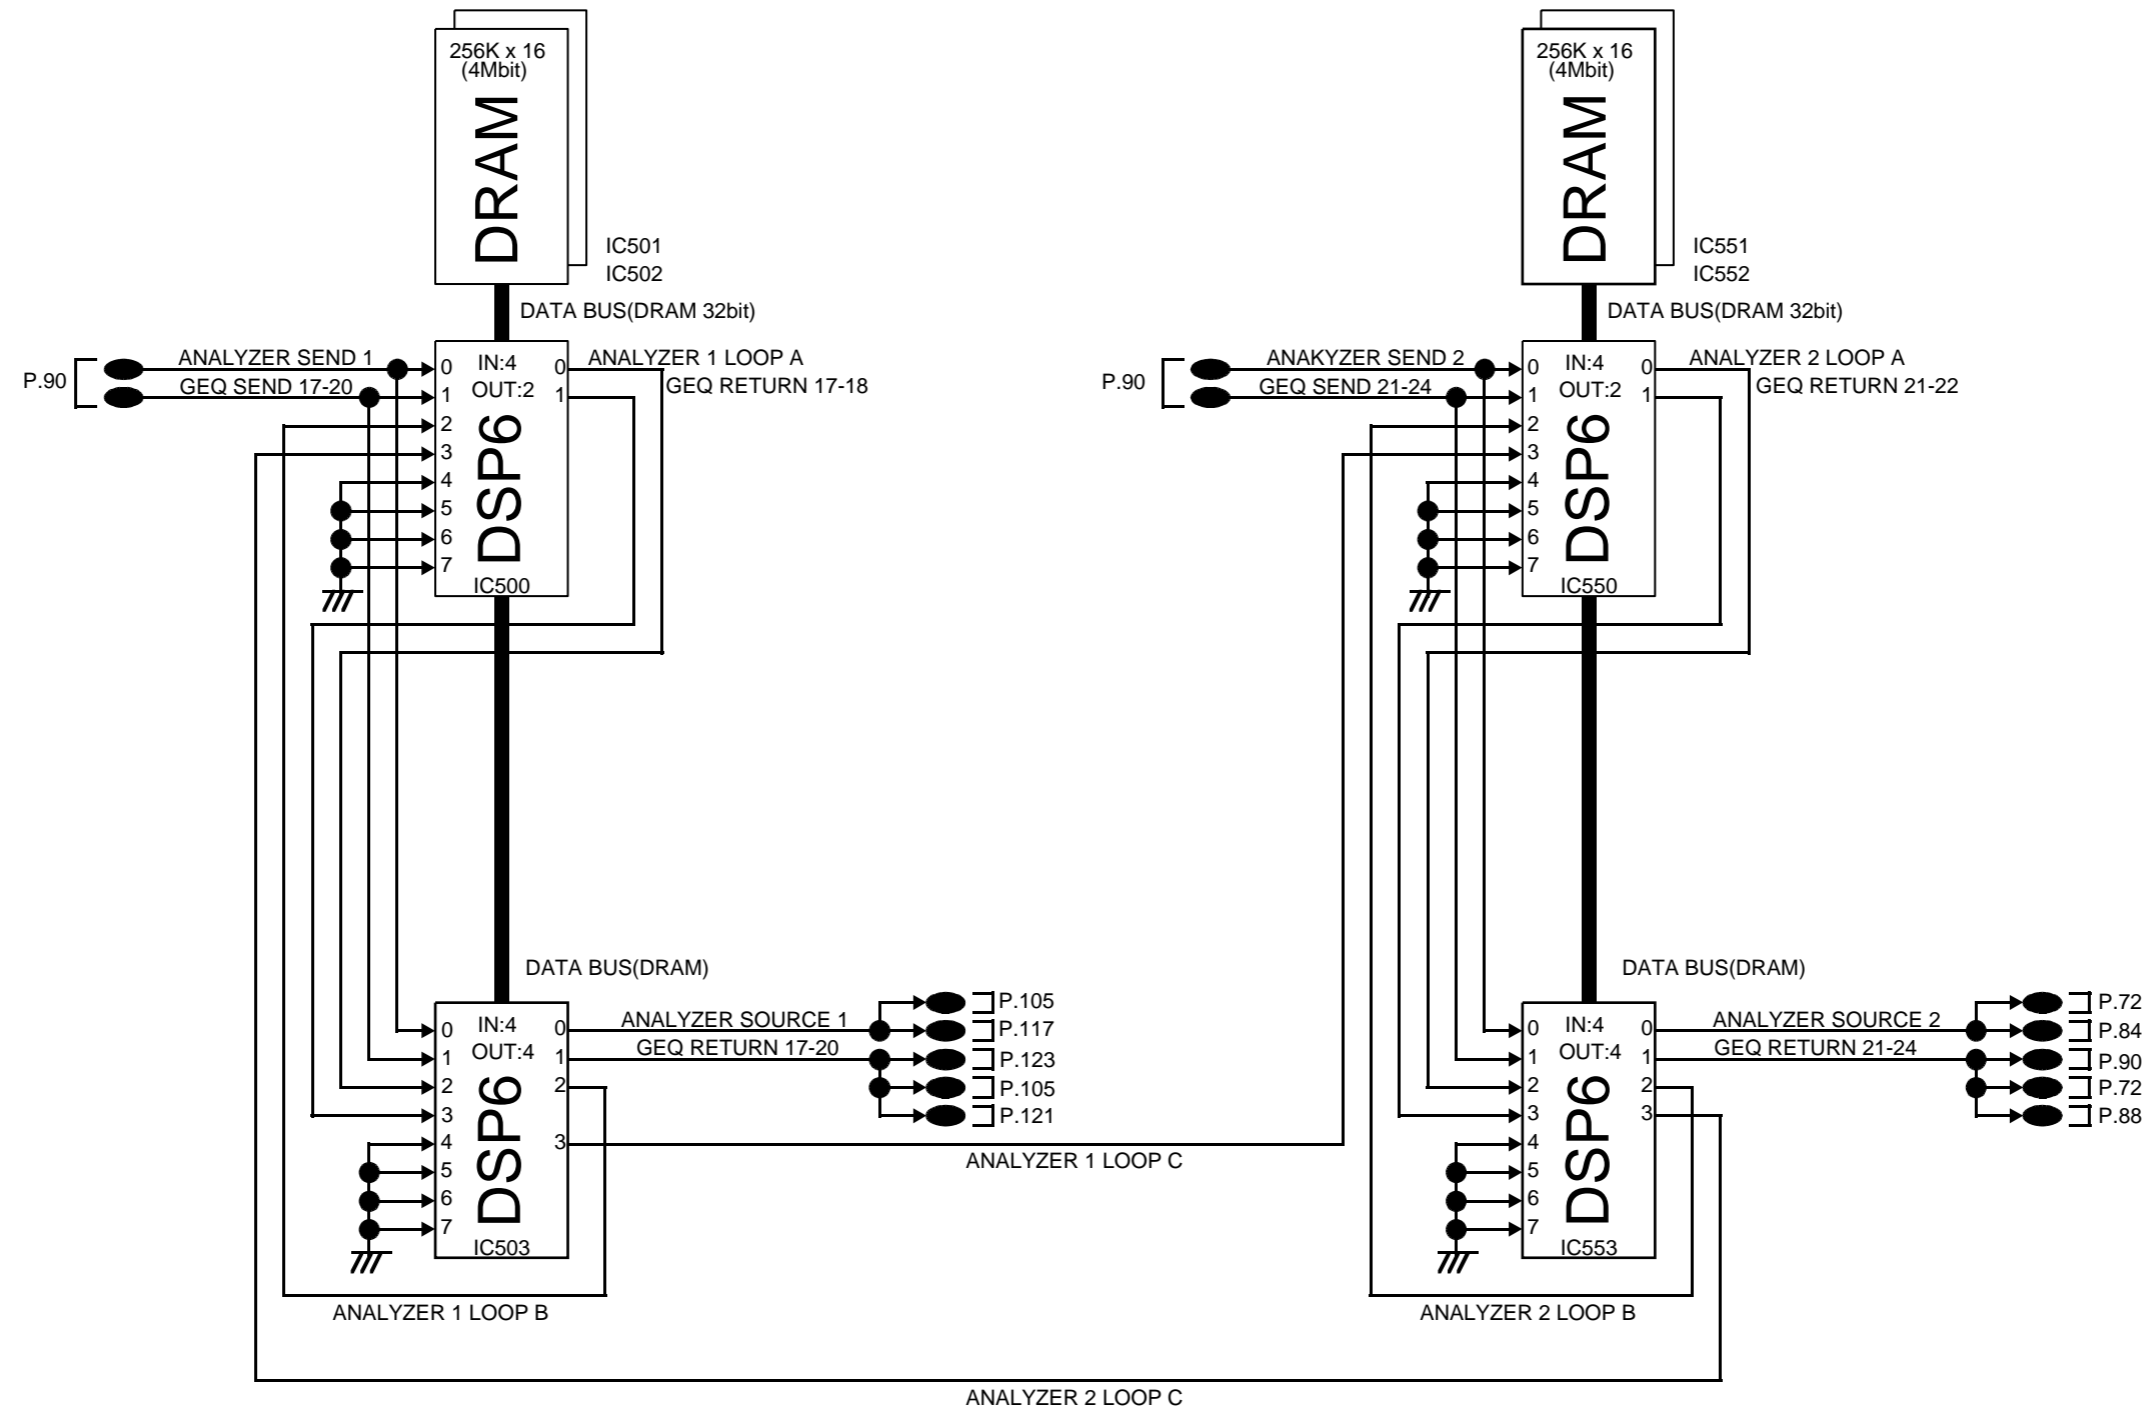 256K x 16
(4Mbit)
DRAM
IC501
IC502
DATA BUS(DRAM 32bit)
P.90
ANALYZER SEND 1
GEQ SEND 17-20
0
1
2
3
4
5
6
7
IN:4
OUT:2
DSP6
IC500
0
1
ANALYZER 1 LOOP A
GEQ RETURN 17-18
256K x 16
(4Mbit)
DRAM
IC551
IC552
DATA BUS(DRAM 32bit)
P.90
ANAKYZER SEND 2
GEQ SEND 21-24
0
1
2
3
4
5
6
7
IN:4
OUT:2
DSP6
IC550
0
1
ANALYZER 2 LOOP A
GEQ RETURN 21-22
DATA BUS(DRAM)
0
1
2
3
4
5
6
7
IN:4
OUT:4
DSP6
IC503
0
1
2
3
ANALYZER SOURCE 1
GEQ RETURN 17-20
P.105
P.117
P.123
P.105
P.121
ANALYZER 1 LOOP C
ANALYZER 1 LOOP B
DATA BUS(DRAM)
0
1
2
3
4
5
6
7
IN:4
OUT:4
DSP6
IC553
0
1
2
3
ANALYZER SOURCE 2
GEQ RETURN 21-24
P.72
P.84
P.90
P.72
P.88
ANALYZER 2 LOOP B
ANALYZER 2 LOOP C